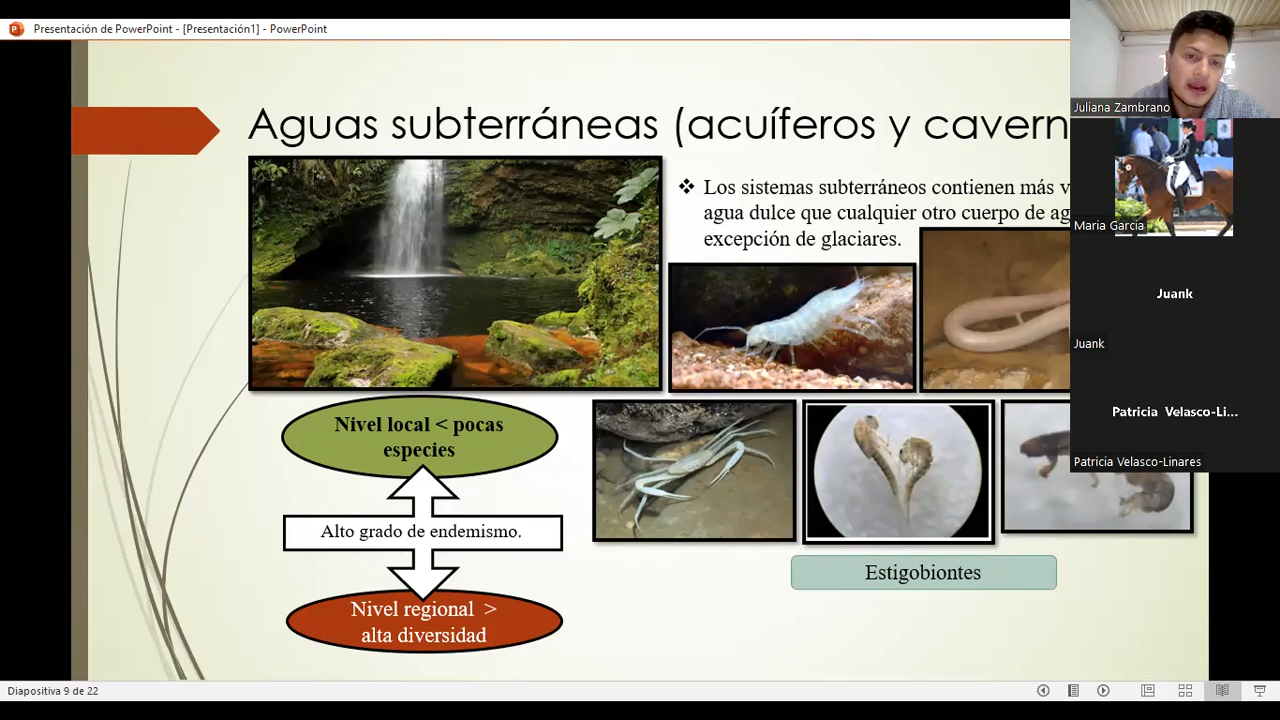 Presentación de PowerPoint - [Presentación1] - PowerPoint
Juliana Zambrano
Aguas subterráneas (acuíferos y cavern
Los sistemas subterráneos contienen más v
agua dulce que cualquier otro cuerpo de ag
excepción de glaciares.
Maria García
Juank
Juank
Patricia Velasco-Li...
Patricia Velasco-Linares
Nivel local < pocas
especies
Alto grado de endemismo.
Nivel regional >
alta diversidad
Estigobiontes
Diapositiva 9 de 22